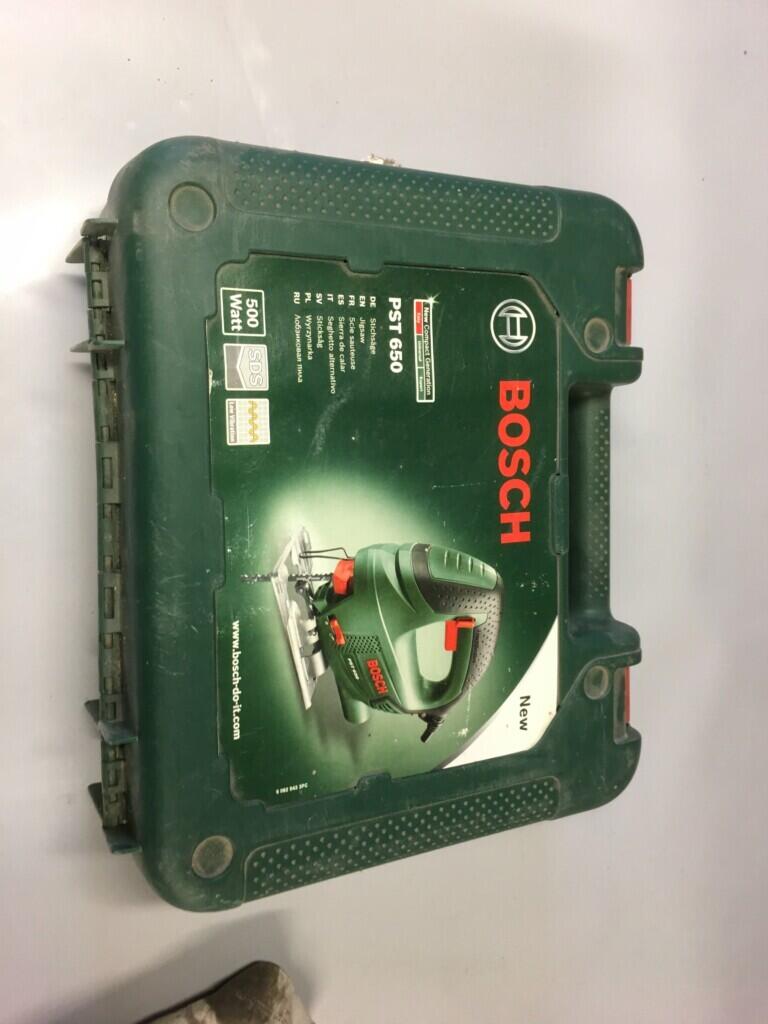 BOSCH
New Compact Generation
PST 650
DE Stichsäge
EN Jigsaw
FR Scie sauteuse
ES Sierra de calar
IT Seghetto alternativo
SV Sticksåg
PL Wyrzynarka
RU Лобзиковая пила
500
Watt
SDS
Low Vibration
New
BOSCH
PST 650
www.bosch-do-it.com